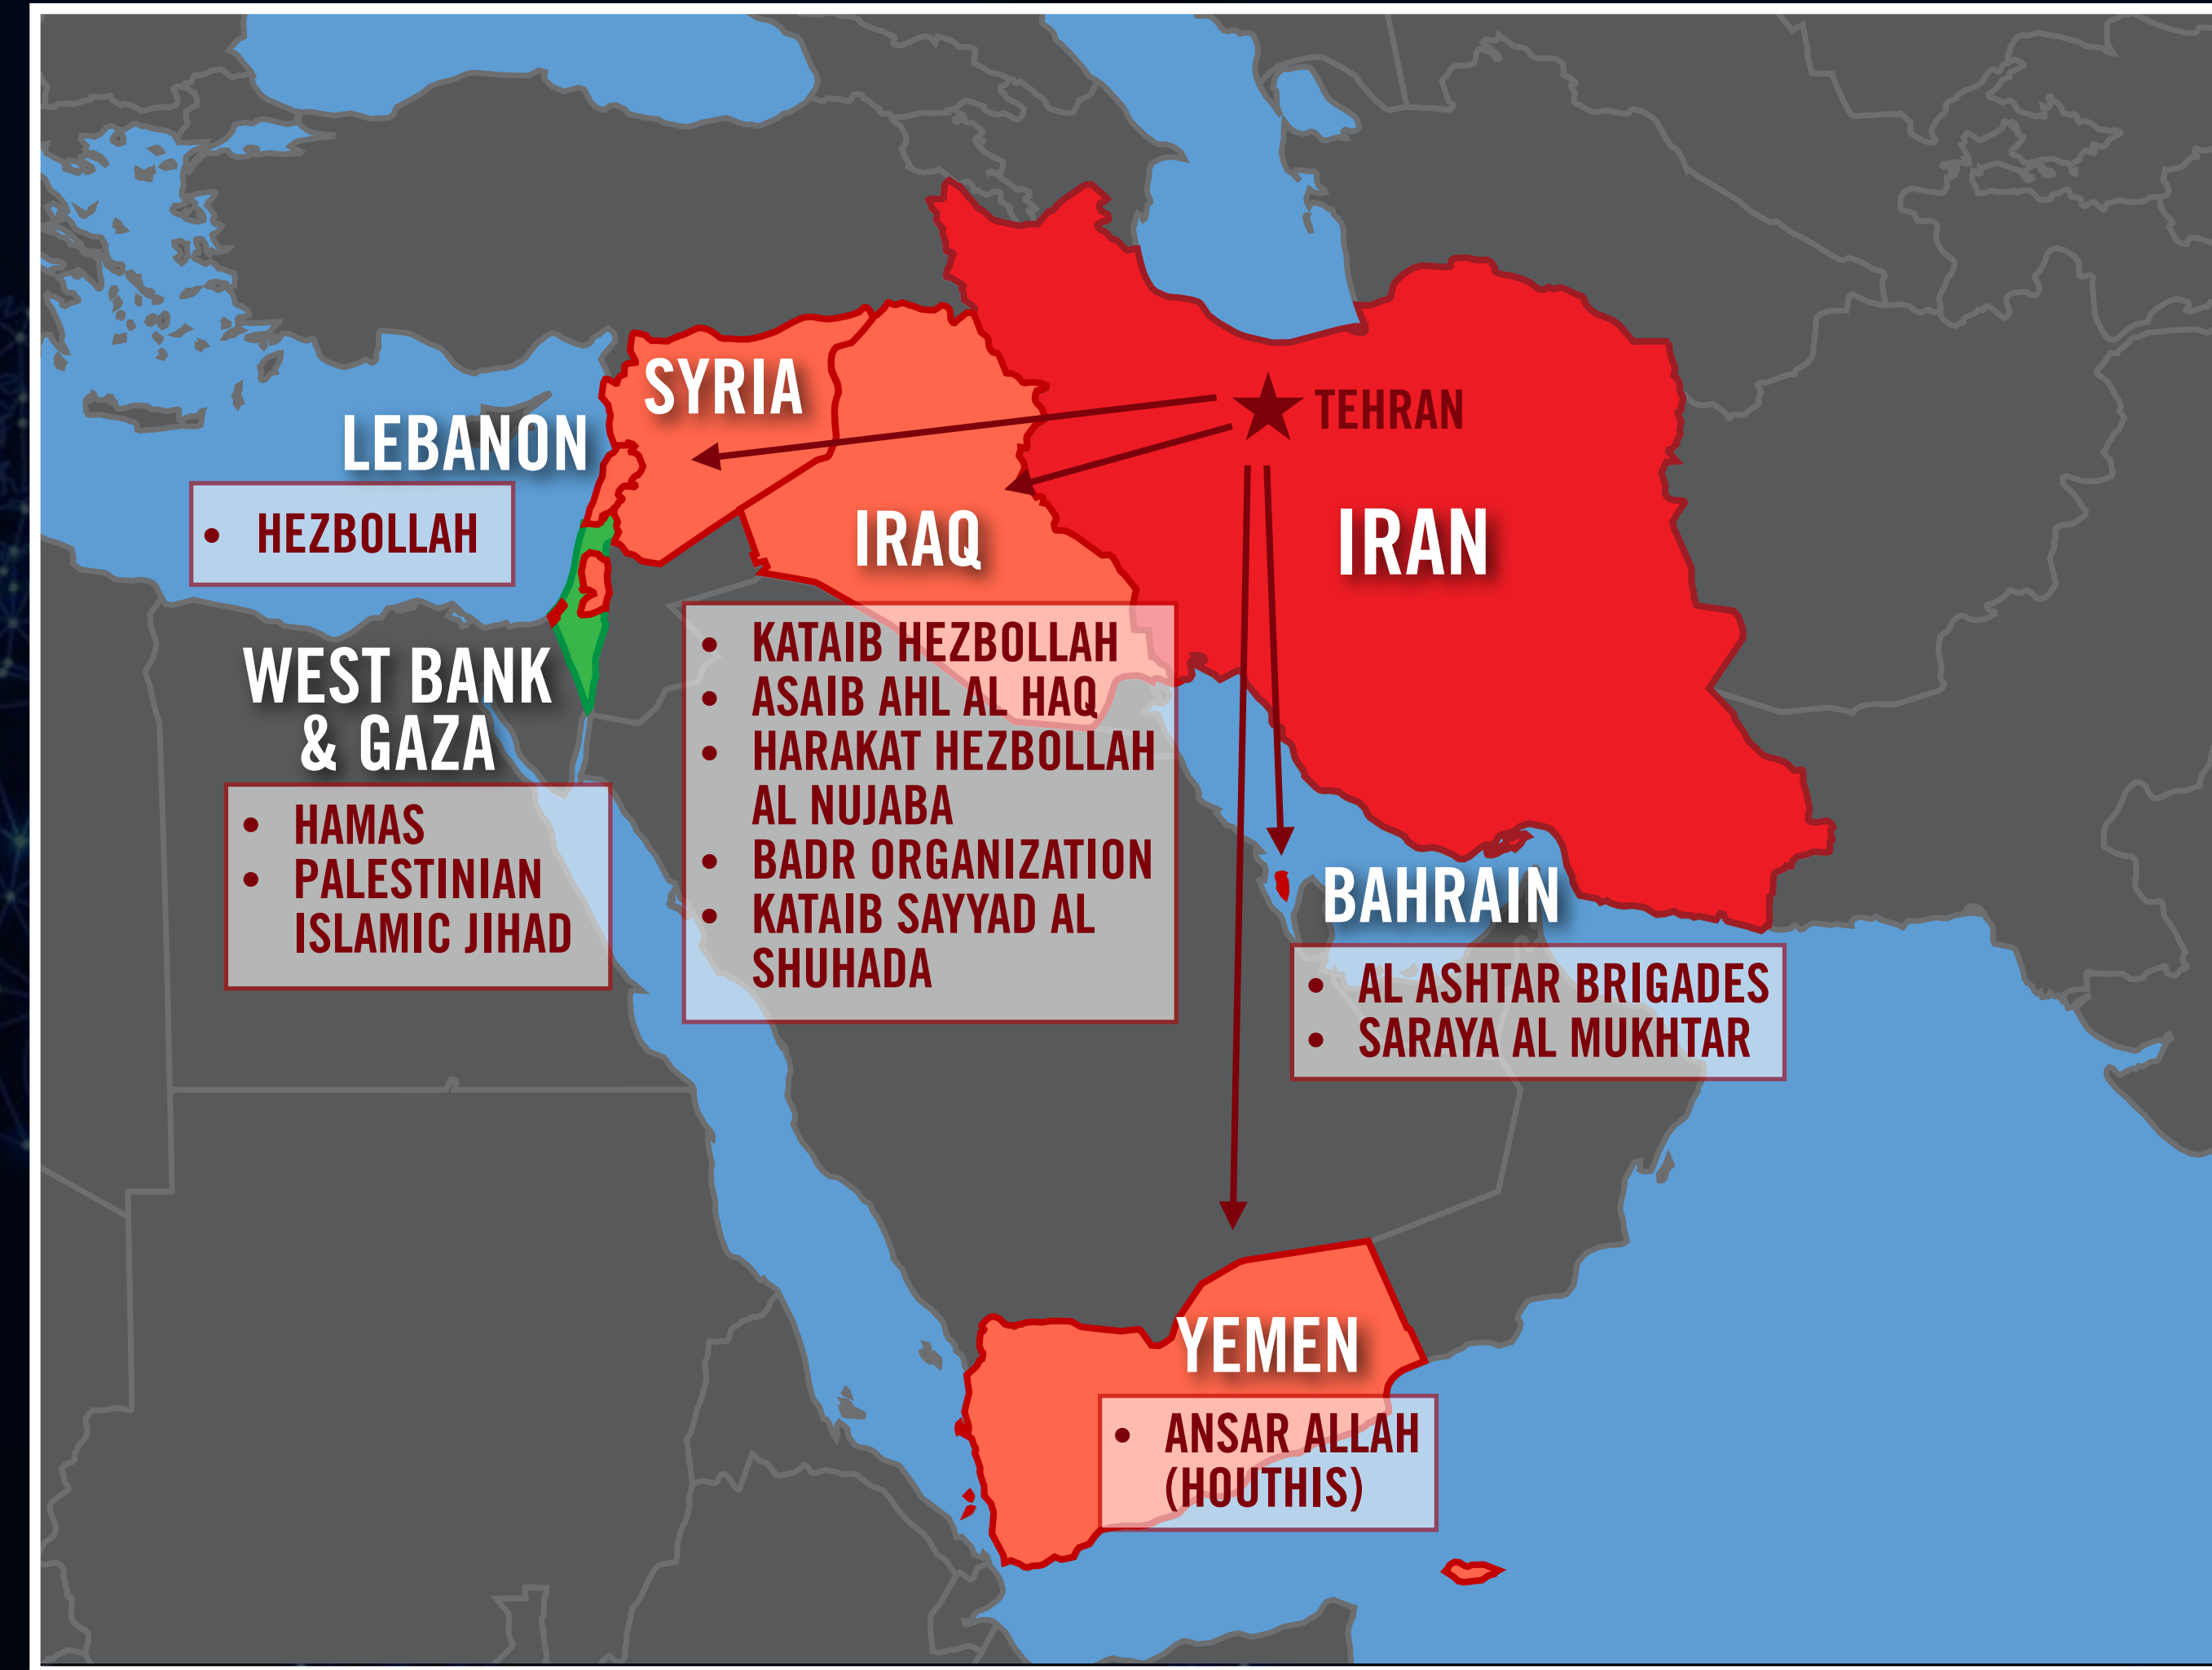 SYRIA
LEBANON
• HEZBOLLAH
TEHRAN
IRAN
IRAQ
• KATAIB HEZBOLLAH
• ASAIB AHL AL HAQ
• HARAKAT HEZBOLLAH
AL NUJABA
• BADR ORGANIZATION
• KATAIB SAYYAD AL
SHUHADA
WEST BANK
& GAZA
• HAMAS
• PALESTINIAN
ISLAMIC JIHAD
BAHRAIN
• AL ASHTAR BRIGADES
• SARAYA AL MUKHTAR
YEMEN
• ANSAR ALLAH
(HOUTHIS)